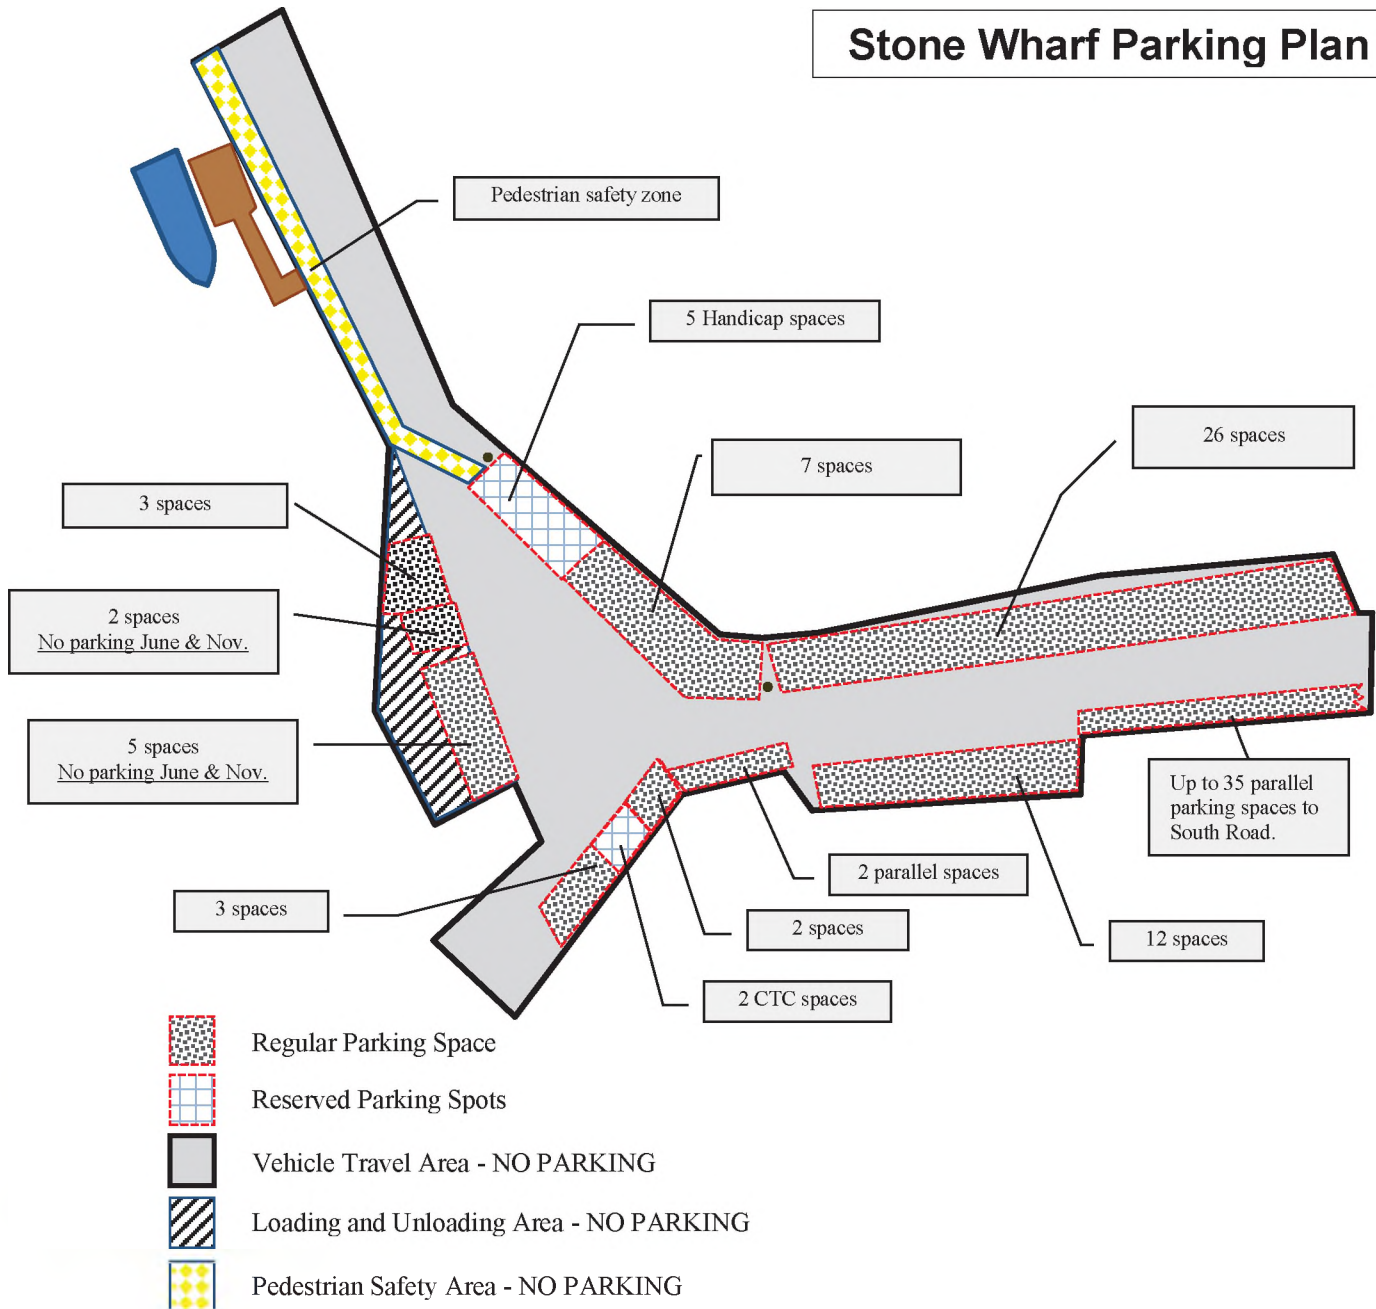 Stone Wharf Parking Plan
Pedestrian safety zone
5 Handicap spaces
26 spaces
7 spaces
3 spaces
2 spaces
No parking June & Nov.
5 spaces
No parking June & Nov.
Up to 35 parallel
parking spaces to
South Road.
2 parallel spaces
3 spaces
2 spaces
12 spaces
2 CTC spaces
Regular Parking Space
Reserved Parking Spots
Vehicle Travel Area - NO PARKING
Loading and Unloading Area - NO PARKING
Pedestrian Safety Area - NO PARKING